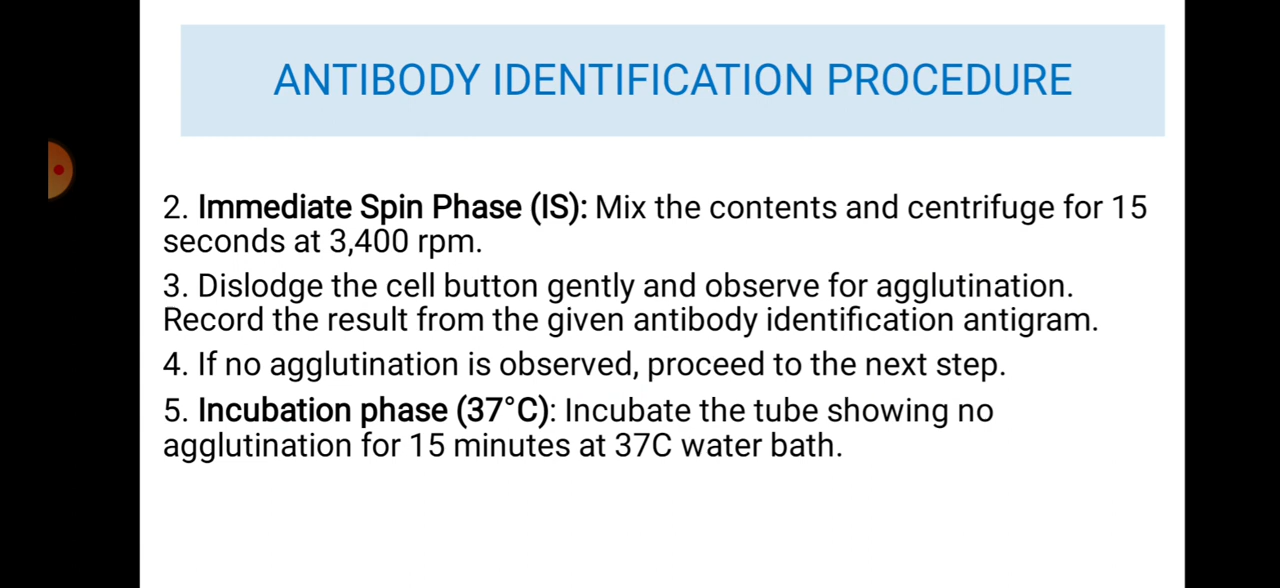 ANTIBODY IDENTIFICATION PROCEDURE
2. Immediate Spin Phase (IS): Mix the contents and centrifuge for 15
seconds at 3,400 rpm.
3. Dislodge the cell button gently and observe for agglutination.
Record the result from the given antibody identification antigram.
4. If no agglutination is observed, proceed to the next step.
5. Incubation phase (37°C): Incubate the tube showing no
agglutination for 15 minutes at 37C water bath.